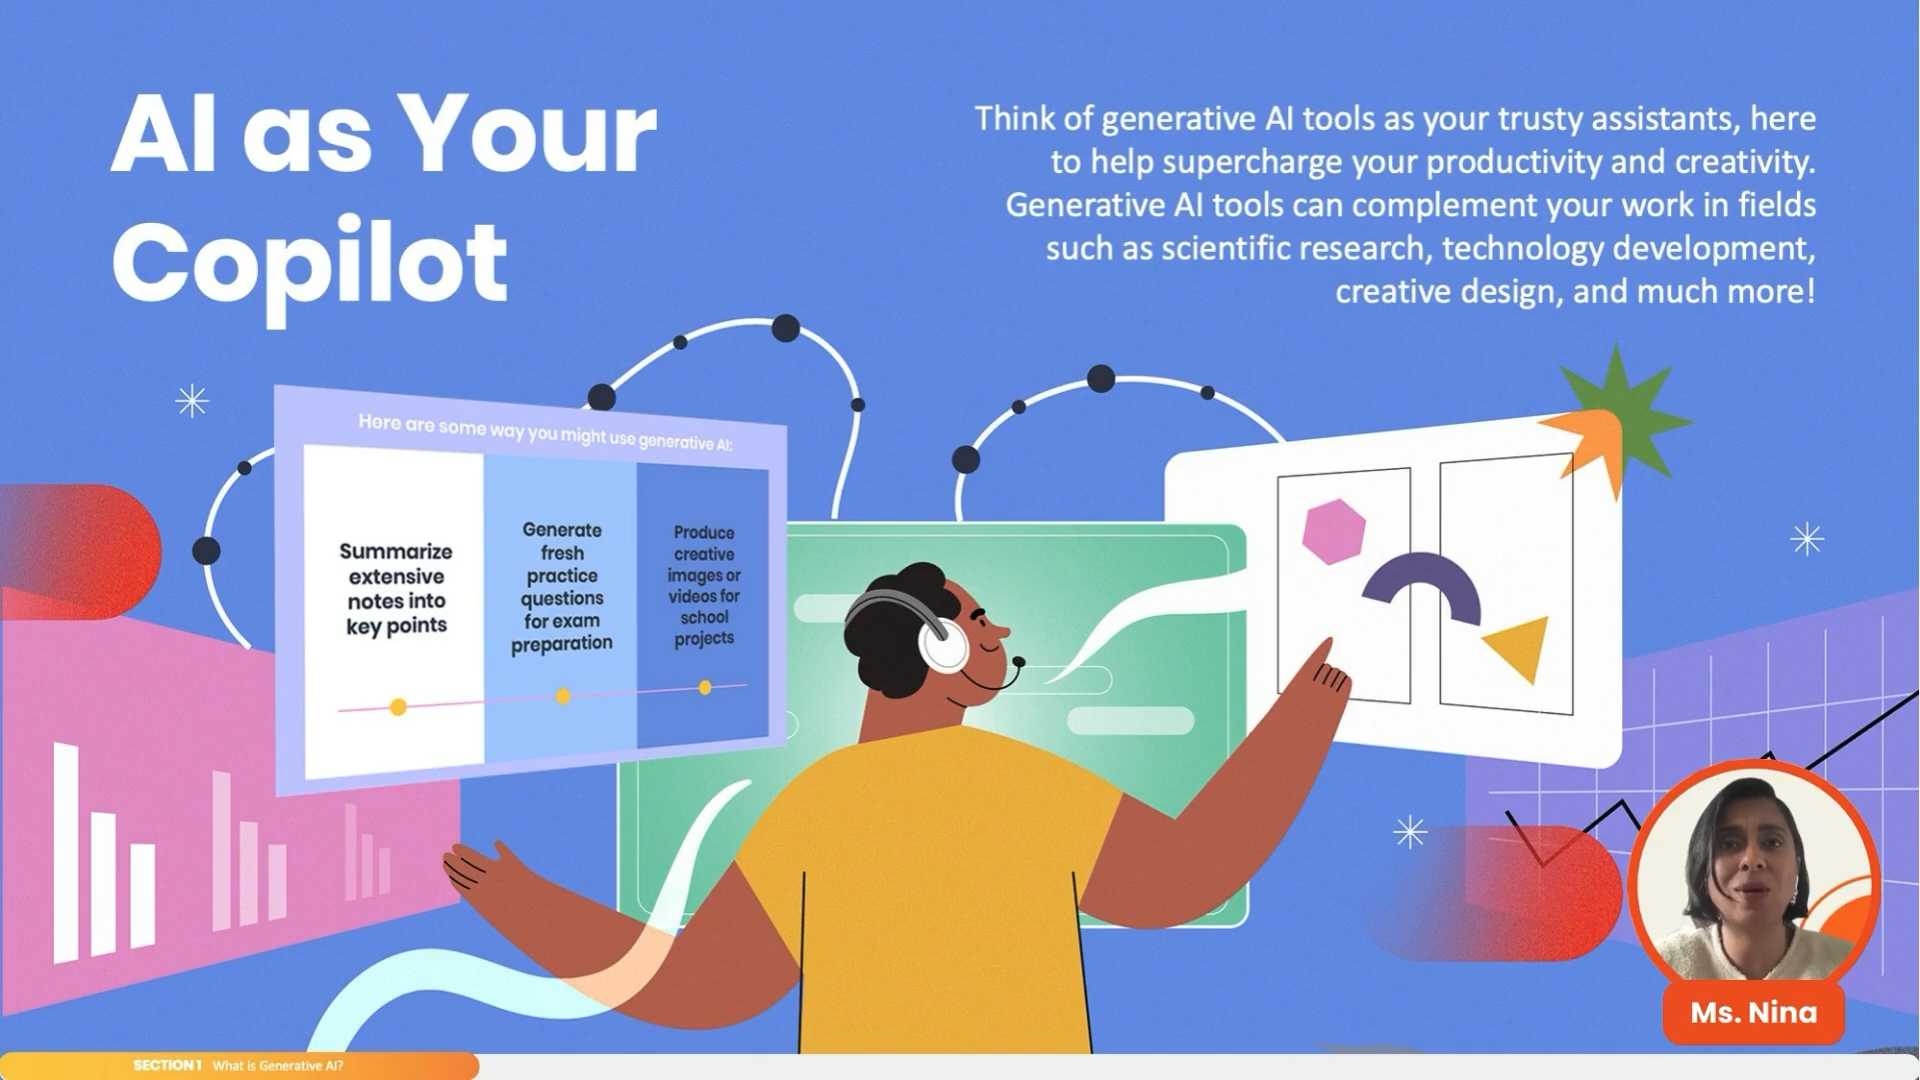 AI as Your
Copilot
Think of generative AI tools as your trusty assistants, here
to help supercharge your productivity and creativity.
Generative AI tools can complement your work in fields
such as scientific research, technology development,
creative design, and much more!
Here are some way you might use generative AI:
Summarize
extensive
notes into
key points
Generate
fresh
practice
questions
for exam
preparation
Produce
creative
images or
videos for
school
projects
Ms. Nina
SECTION 1 What is Generative AI?